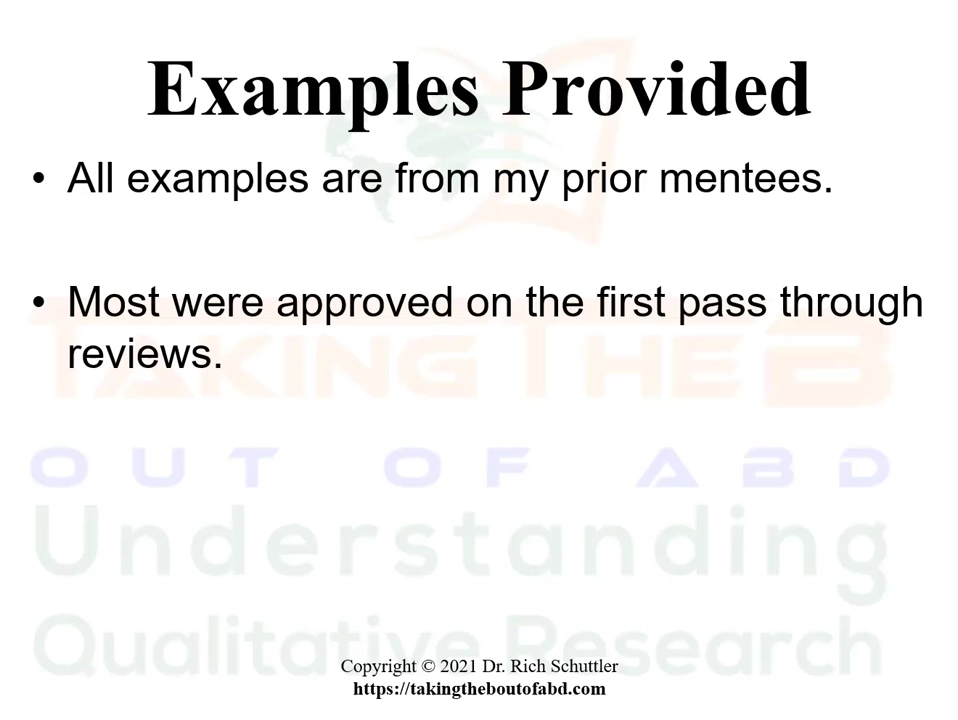 Examples Provided
• All examples are from my prior mentees.
• Most were approved on the first pass through
reviews.
TAKING THE B
OUT OF ABD
Understanding
Qualitative Research
Copyright © 2021 Dr. Rich Schuttler
https://takingtheboutofabd.com